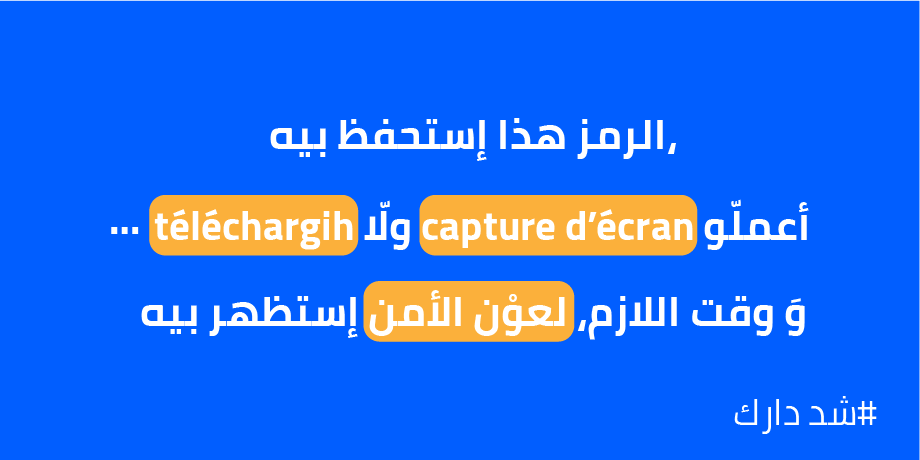 الرمز هذا إستحفظ بيه,
أعملّو capture d’écran ولّا téléchargih ...
وَ وقت اللازم, لعوْن الأمن إستظهر بيه
#شد دارك